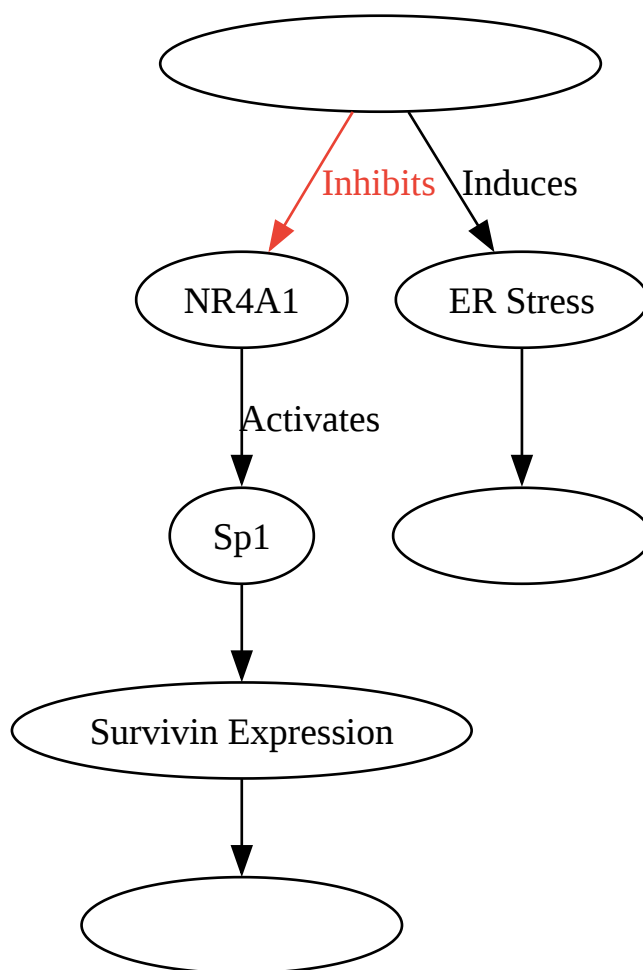 Inhibits
Induces
NR4A1
ER Stress
Activates
Sp1
Survivin Expression